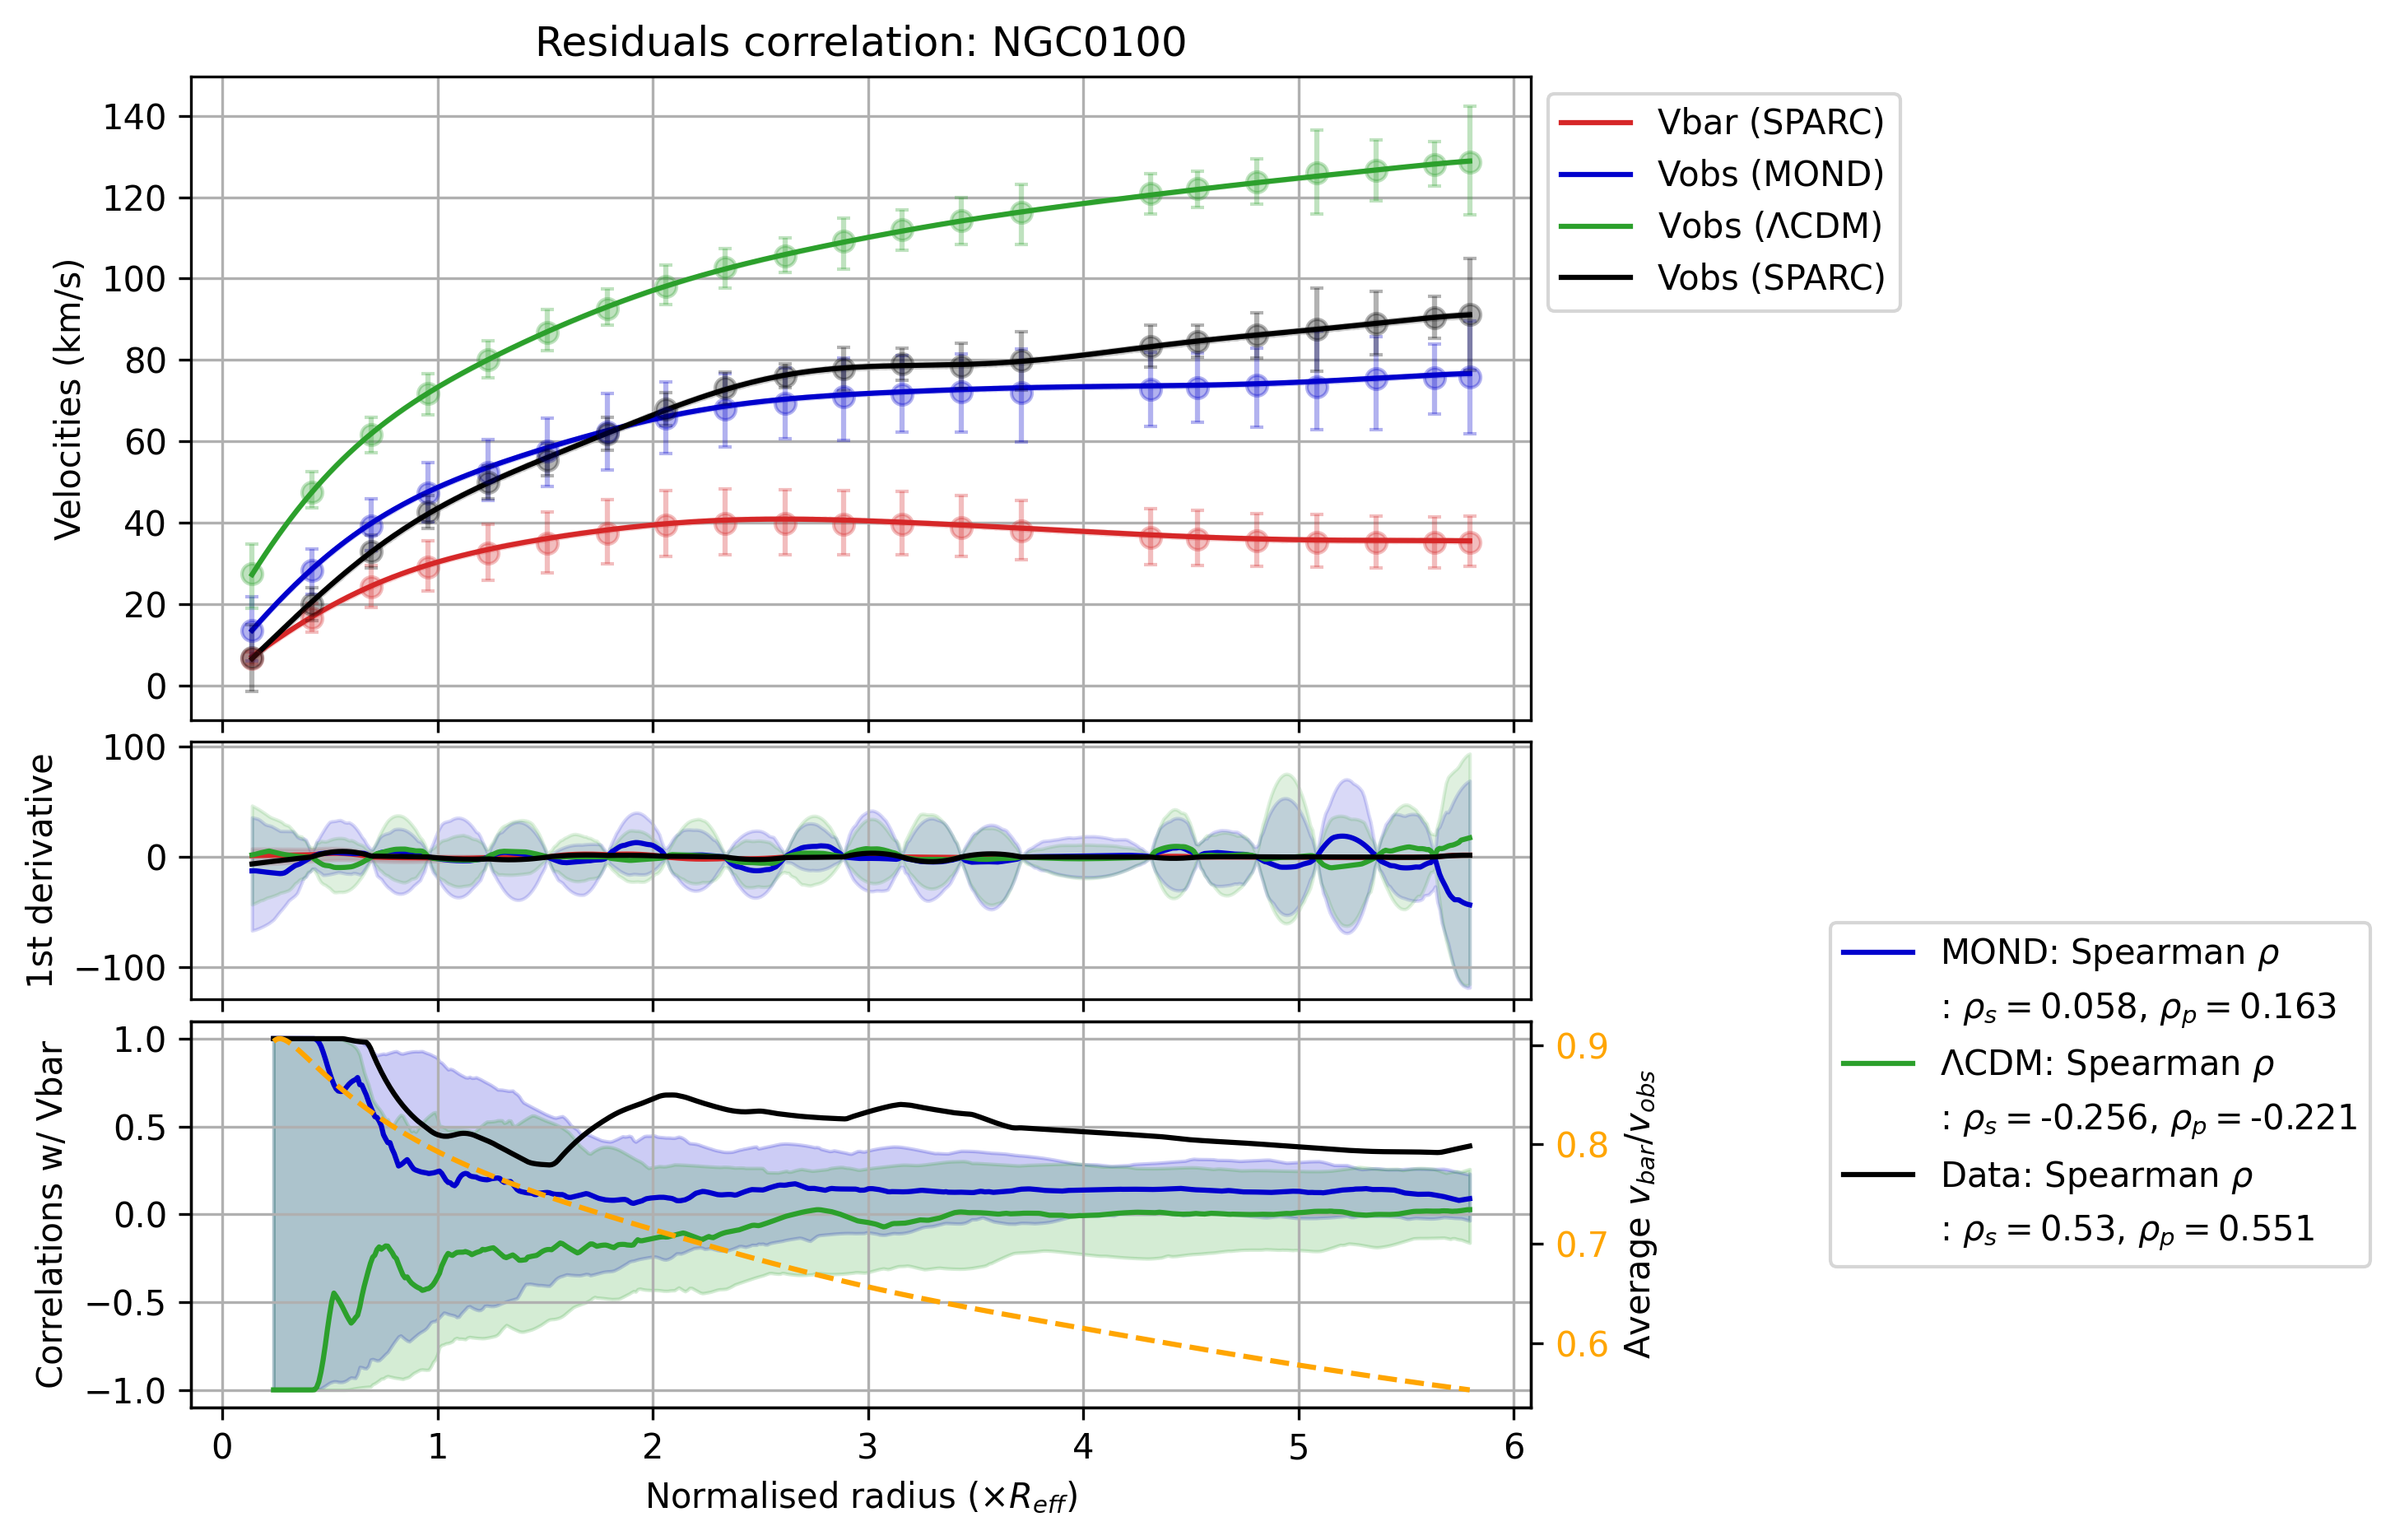 Residuals correlation: NGC0100
Velocities (km/s)
140
120
100
80
60
40
20
0
Vbar (SPARC)
Vobs (MOND)
Vobs (ΛCDM)
Vobs (SPARC)
1st derivative
100
0
−100
Correlations w/ Vbar
1.0
0.5
0.0
−0.5
−1.0
0.9
0.8
0.7
0.6
Average v_bar/v_obs
MOND: Spearman ρ
: ρ_s = 0.058, ρ_p = 0.163
ΛCDM: Spearman ρ
: ρ_s = -0.256, ρ_p = -0.221
Data: Spearman ρ
: ρ_s = 0.53, ρ_p = 0.551
0 1 2 3 4 5 6
Normalised radius (×R_eff)